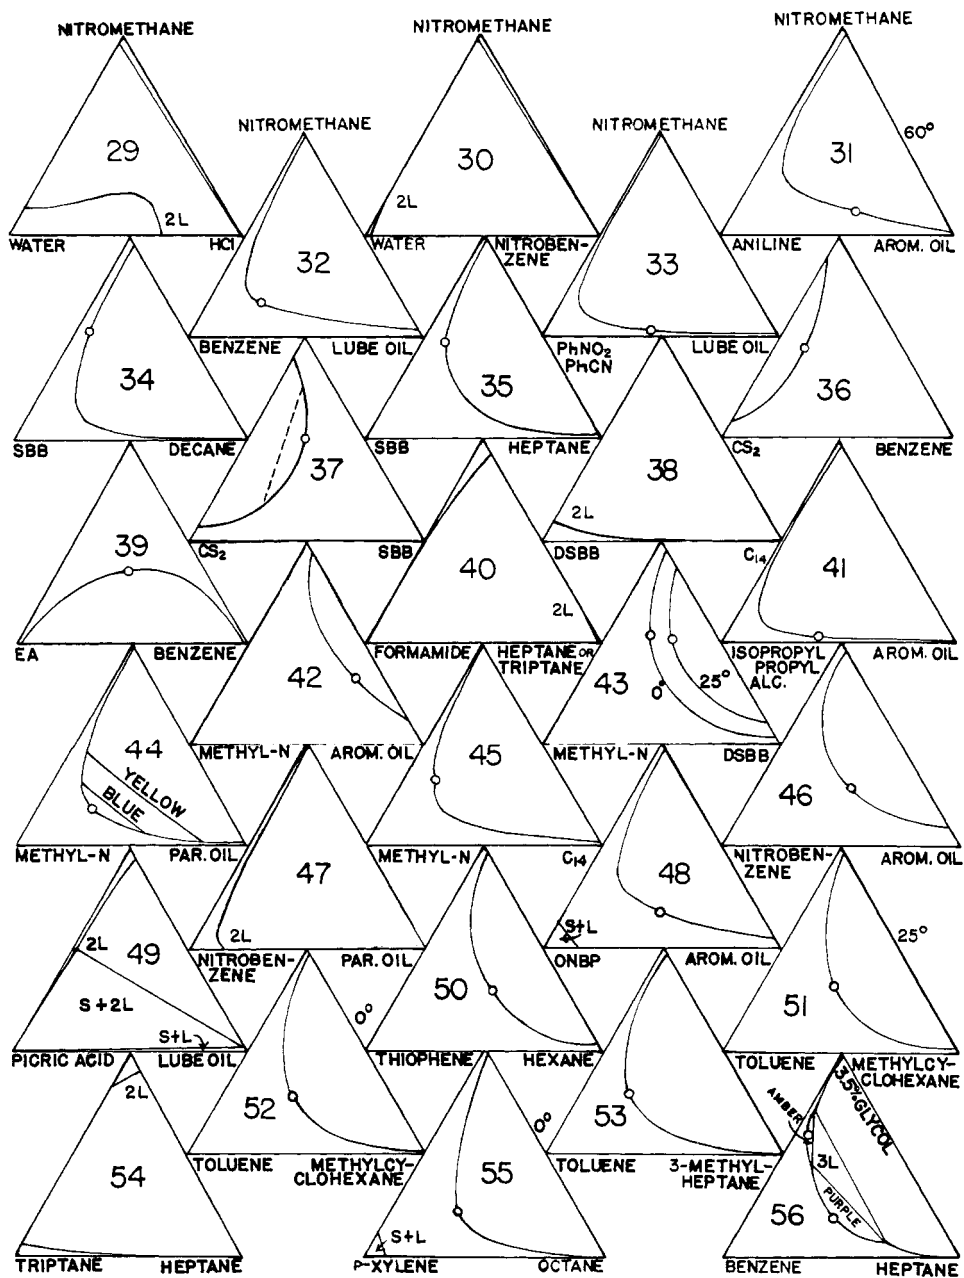 NITROMETHANE
NITROMETHANE
NITROMETHANE
29
30
31
60°
NITROMETHANE
NITROMETHANE
2L
2L
WATER
HCl
WATER
NITROBEN-
ZENE
ANILINE
AROM. OIL
32
33
BENZENE
LUBE OIL
PhNO2
PhCN
LUBE OIL
34
35
36
SBB
DECANE
SBB
HEPTANE
CS2
BENZENE
37
38
2L
CS2
SBB
DSBB
C14
39
40
41
2L
EA
BENZENE
FORMAMIDE
HEPTANE OR
TRIPTANE
ISOPROPYL
PROPYL
ALC.
AROM. OIL
42
43
0°
25°
METHYL-N
AROM. OIL
METHYL-N
DSBB
44
YELLOW
BLUE
45
46
METHYL-N
PAR. OIL
METHYL-N
C14
NITROBEN-
ZENE
AROM. OIL
47
2L
48
S+L
NITROBEN-
ZENE
PAR. OIL
ONBP
AROM. OIL
49
2L
S+2L
S+L
50
51
25°
PICRIC ACID
LUBE OIL
THIOPHENE
HEXANE
TOLUENE
METHYLCY-
CLOHEXANE
52
0°
53
0°
TOLUENE
METHYLCY-
CLOHEXANE
TOLUENE
3-METHYL-
HEPTANE
54
2L
55
S+L
56
AMBER
3.5% GLYCOL
3L
PURPLE
TRIPTANE
HEPTANE
P-XYLENE
OCTANE
BENZENE
HEPTANE